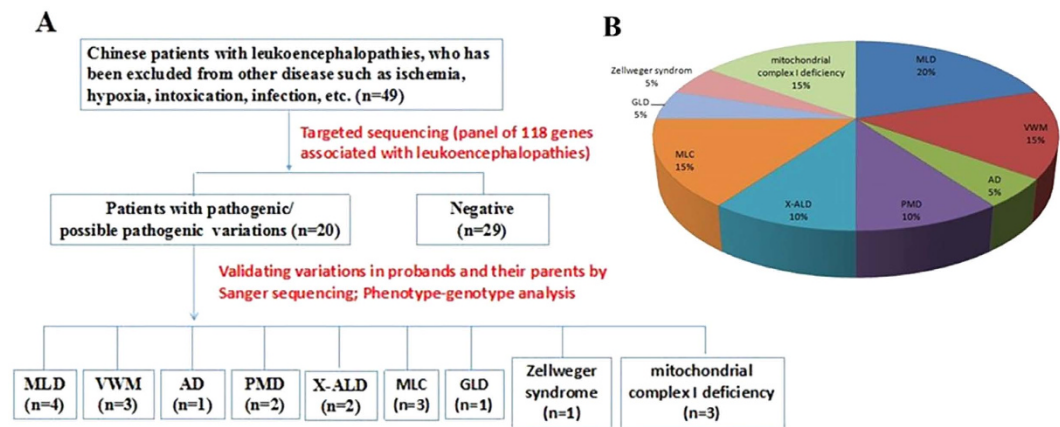 A
Chinese patients with leukoencephalopathies, who has
been excluded from other disease such as ischemia,
hypoxia, intoxication, infection, etc. (n=49)
Targeted sequencing (panel of 118 genes
associated with leukoencephalopathies)
Patients with pathogenic/
possible pathogenic variations (n=20)
Negative
(n=29)
Validating variations in probands and their parents by
Sanger sequencing; Phenotype-genotype analysis
MLD
(n=4)
VWM
(n=3)
AD
(n=1)
PMD
(n=2)
X-ALD
(n=2)
MLC
(n=3)
GLD
(n=1)
Zellweger
syndrome
(n=1)
mitochondrial
complex I deficiency
(n=3)
B
mitochondrial
complex I deficiency
15%
MLD
20%
Zellweger syndrom
5%
GLD
5%
VWM
15%
MLC
15%
AD
5%
X-ALD
10%
PMD
10%